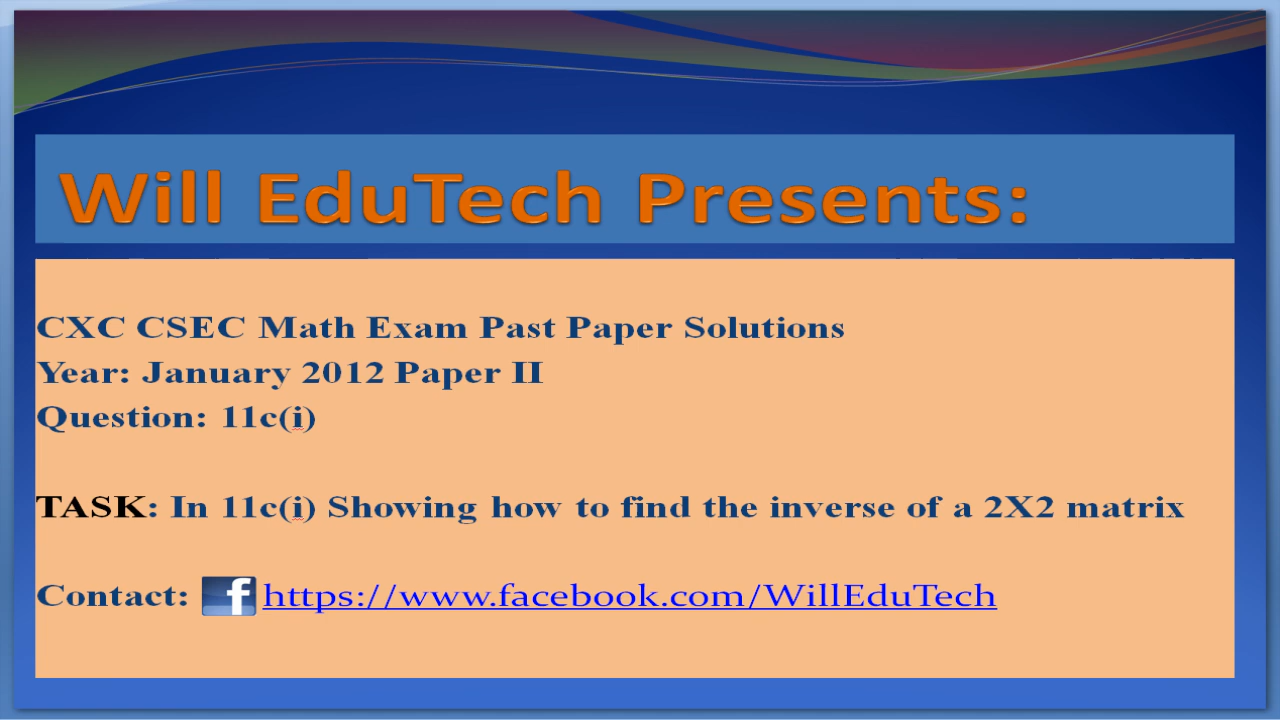 Will EduTech Presents:
CXC CSEC Math Exam Past Paper Solutions
Year: January 2012 Paper II
Question: 11c(i)
TASK: In 11c(i) Showing how to find the inverse of a 2X2 matrix
Contact: f https://www.facebook.com/WillEduTech